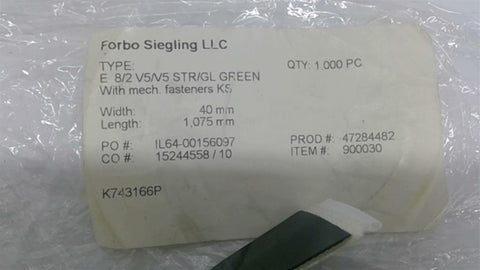 Forbo Siegling LLC
TYPE: QTY: 1,000 PC
E 8/2 V5/V5 STR/GL GREEN
With mech. fasteners KS
Width: 40 mm
Length: 1,075 mm
PO #: IL64-00156097 PROD #: 47284482
CO #: 15244558 / 10 ITEM #: 900030
K743166P